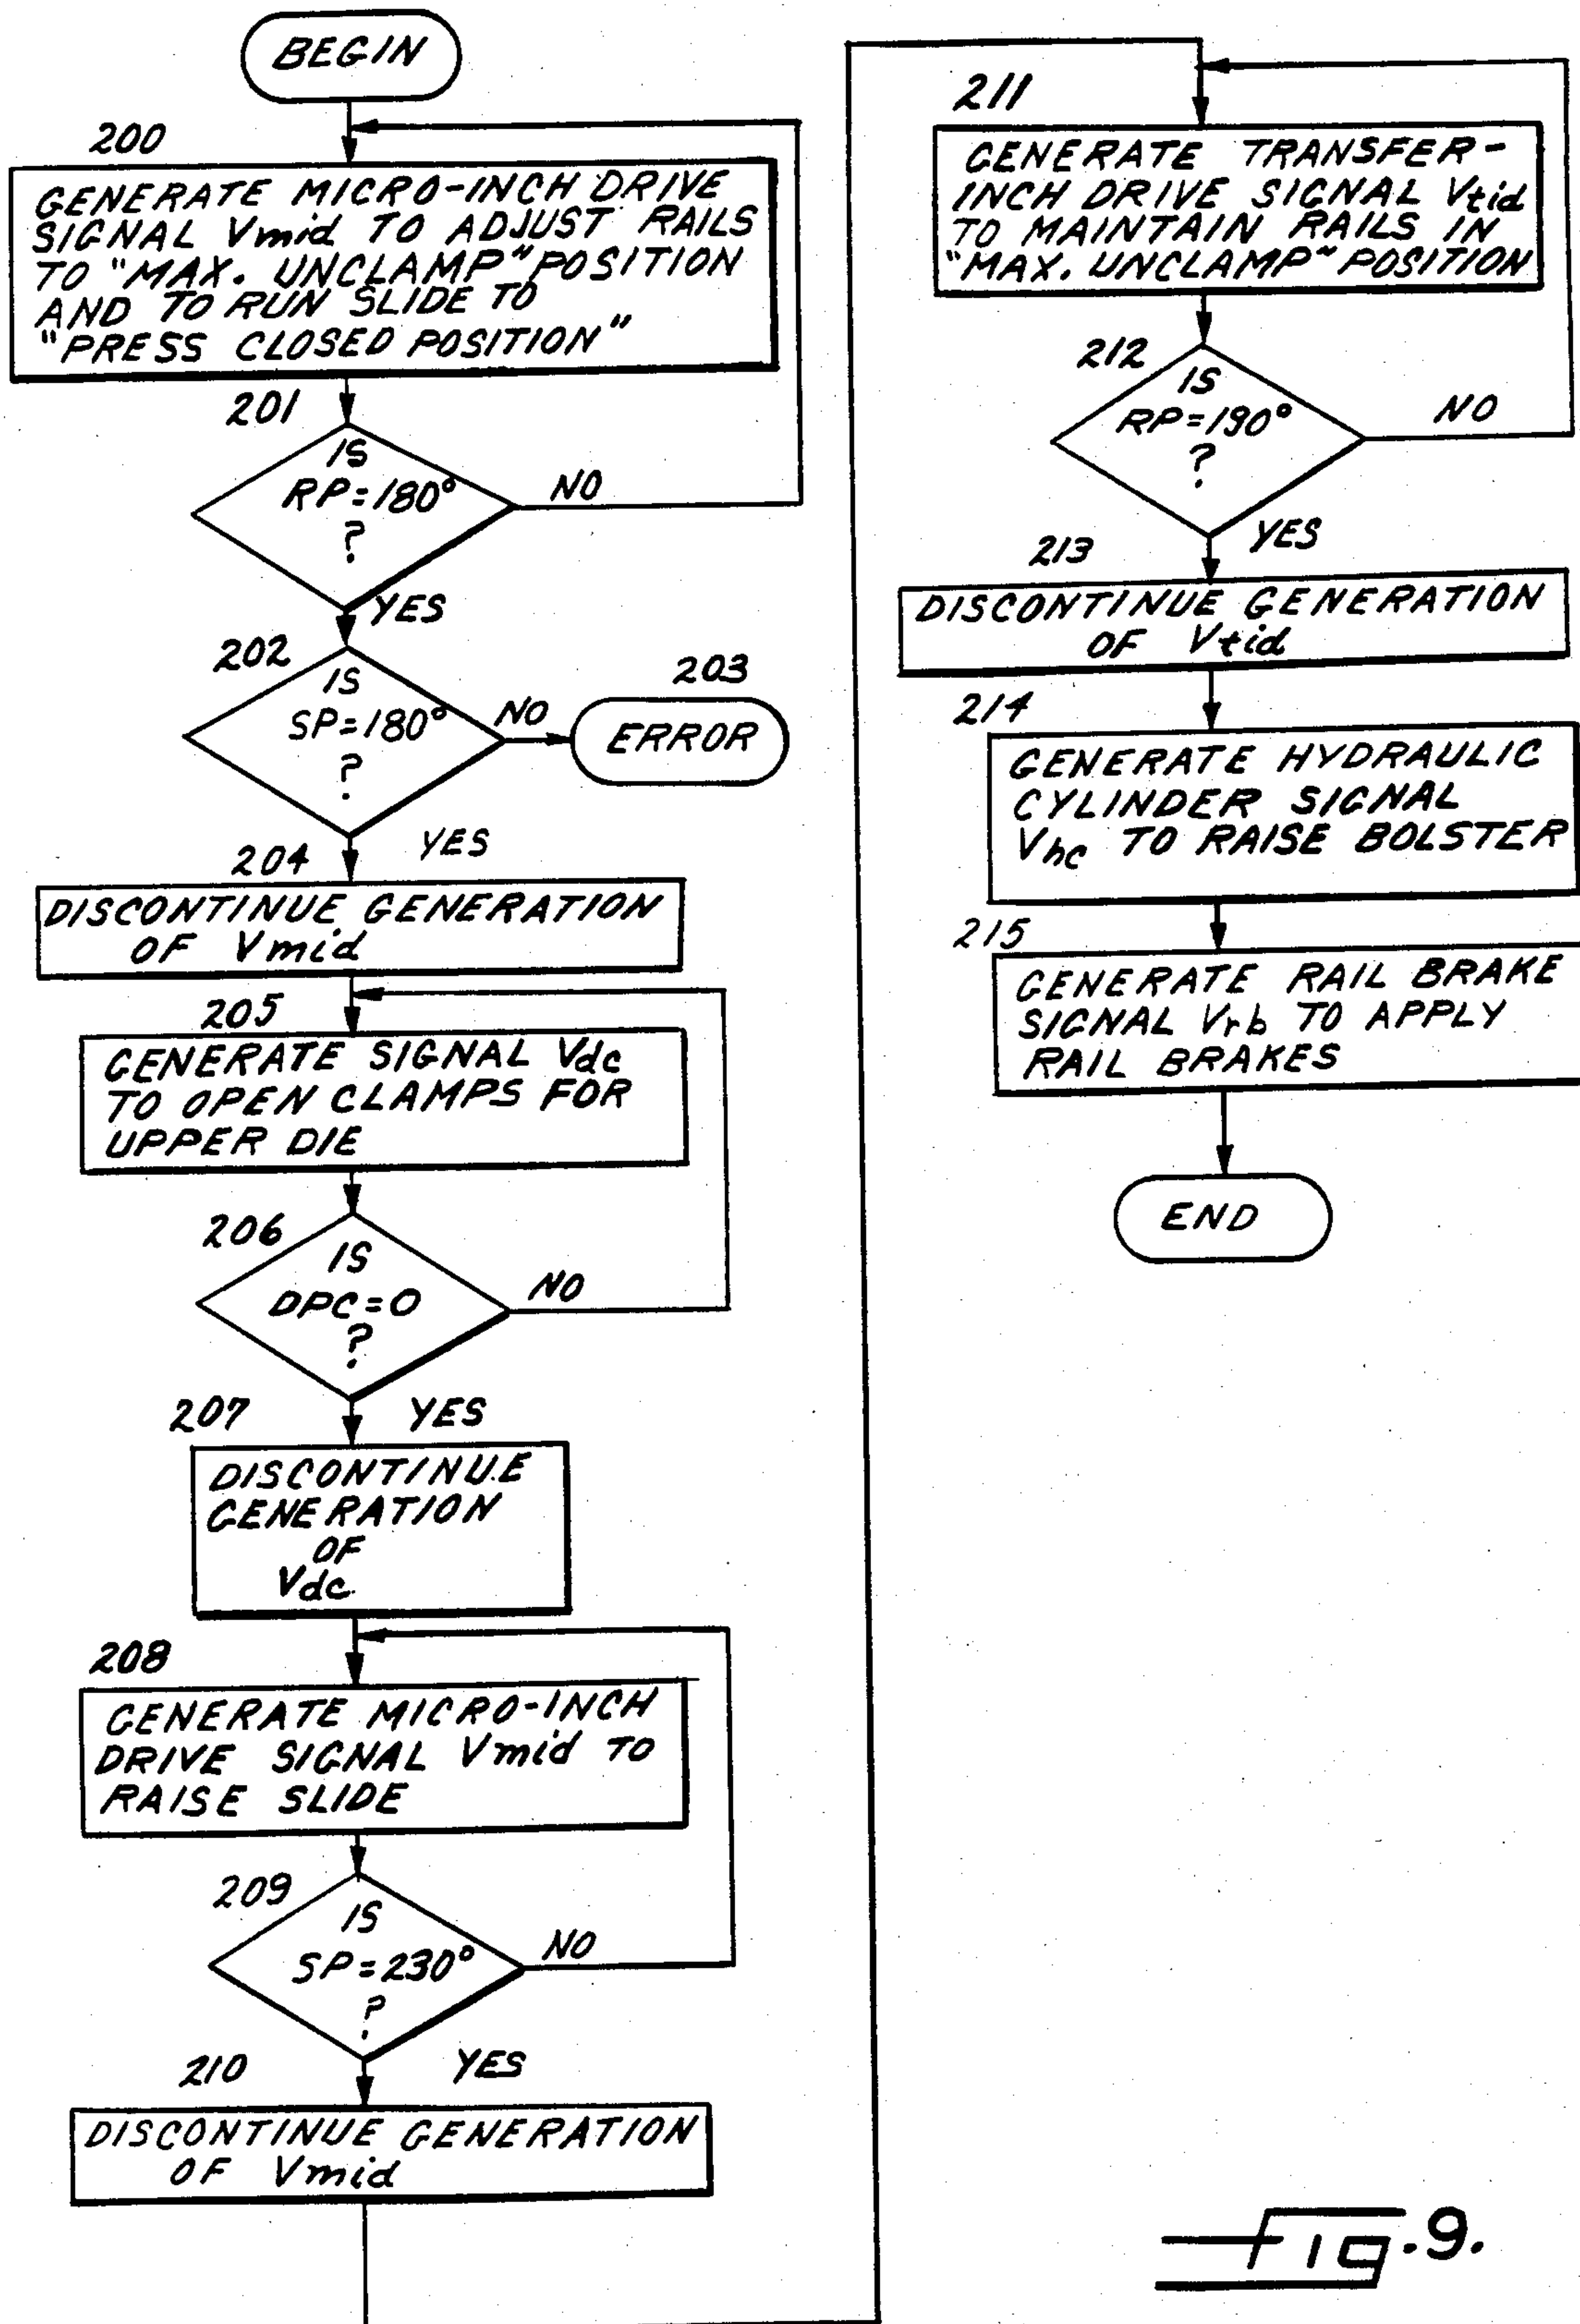 BEGIN
200
GENERATE MICRO-INCH DRIVE
SIGNAL Vmid TO ADJUST RAILS
TO "MAX. UNCLAMP" POSITION
AND TO RUN SLIDE TO
"PRESS CLOSED POSITION"
201
IS
RP=180°
?
NO
YES
202
IS
SP=180°
?
NO
203
ERROR
YES
204
DISCONTINUE GENERATION
OF Vmid
205
GENERATE SIGNAL Vdc
TO OPEN CLAMPS FOR
UPPER DIE
206
IS
DPC=0
?
NO
YES
207
DISCONTINUE
GENERATION
OF
Vdc
208
GENERATE MICRO-INCH
DRIVE SIGNAL Vmid TO
RAISE SLIDE
209
IS
SP=230°
?
NO
YES
210
DISCONTINUE GENERATION
OF Vmid
211
GENERATE TRANSFER-
INCH DRIVE SIGNAL Vtid
TO MAINTAIN RAILS IN
"MAX. UNCLAMP" POSITION
212
IS
RP=190°
?
NO
YES
213
DISCONTINUE GENERATION
OF Vtid
214
GENERATE HYDRAULIC
CYLINDER SIGNAL
Vhc TO RAISE BOLSTER
215
GENERATE RAIL BRAKE
SIGNAL Vrb TO APPLY
RAIL BRAKES
END
Fig. 9.